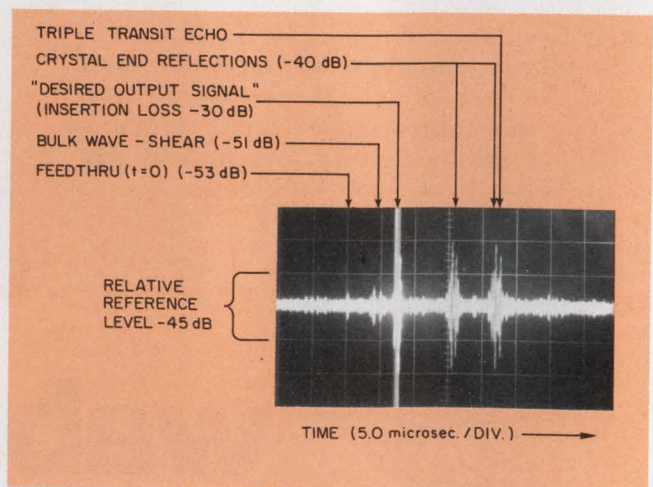 TRIPLE TRANSIT ECHO
CRYSTAL END REFLECTIONS (-40 dB)
"DESIRED OUTPUT SIGNAL"
(INSERTION LOSS -30 dB)
BULK WAVE - SHEAR (-51 dB)
FEEDTHRU (t=0) (-53 dB)
RELATIVE
REFERENCE
LEVEL -45 dB
TIME (5.0 microsec. / DIV.)